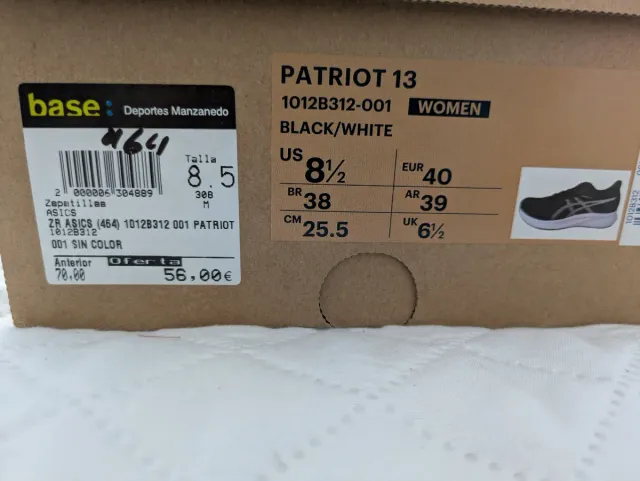 base: Deportes Manzanedo
Talla
8.5
308
M
2 000006 304889
Zapatillas
ASICS
ZR ASICS (464) 1012B312 001 PATRIOT
1012B312
001 SIN COLOR
Anterior Oferta
70,00 56,00€
PATRIOT 13
1012B312-001 WOMEN
BLACK/WHITE
US 8½ EUR 40
BR 38 AR 39
CM 25.5 UK 6½
1012B312